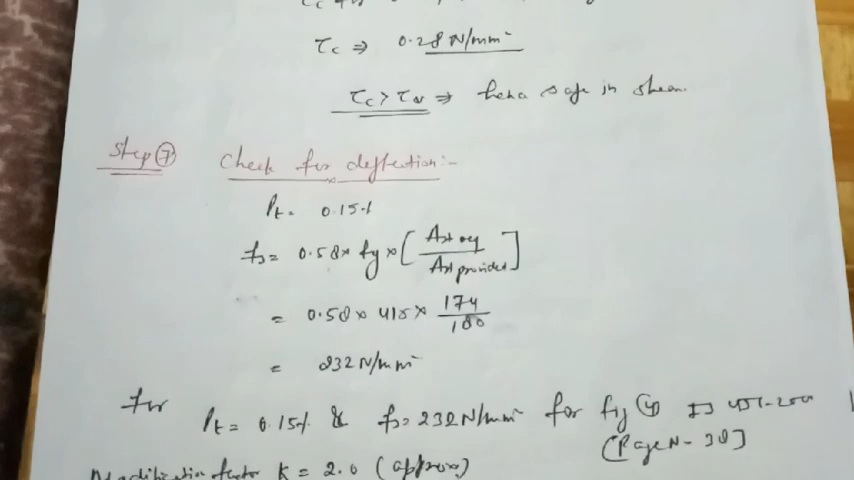 τc ⇒ 0.28 N/mm²
τc > τv ⇒ hence safe in shear.
Step ⑦ Check for deflection:-
Pt = 0.15%
fs = 0.58 × fy × [Ast req / Ast provided]
= 0.58 × 415 × 174/180
= 232 N/mm²
For
Pt = 0.15% & fs = 232 N/mm² for fig ④ IS 456-2000
(Page N - 38]
Modification factor K = 2.0 (approx)